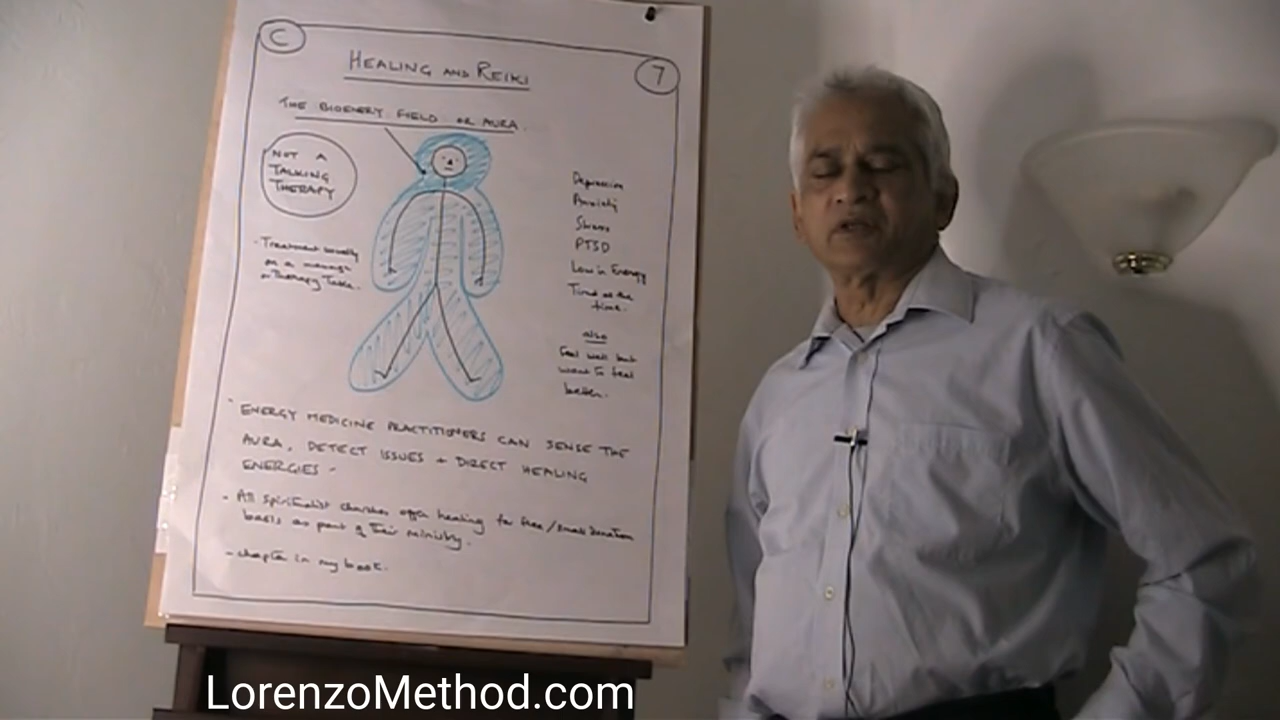 C
7
HEALING AND REIKI
THE BIOENERY FIELD OR AURA.
NOT A
TALKING
THERAPY
- Treatment usually
on a massage
or Therapy Table.
Depression
Anxiety
Stress
PTSD
Low in Energy
Tired all the
time.
also
Feel well but
want to feel
better.
- ENERGY MEDICINE PRACTITIONERS CAN SENSE THE
AURA, DETECT ISSUES + DIRECT HEALING
ENERGIES -
- All spiritualist churches offer healing for free/small donation
basis as part of their ministry.
- chapter in my book.
LorenzoMethod.com